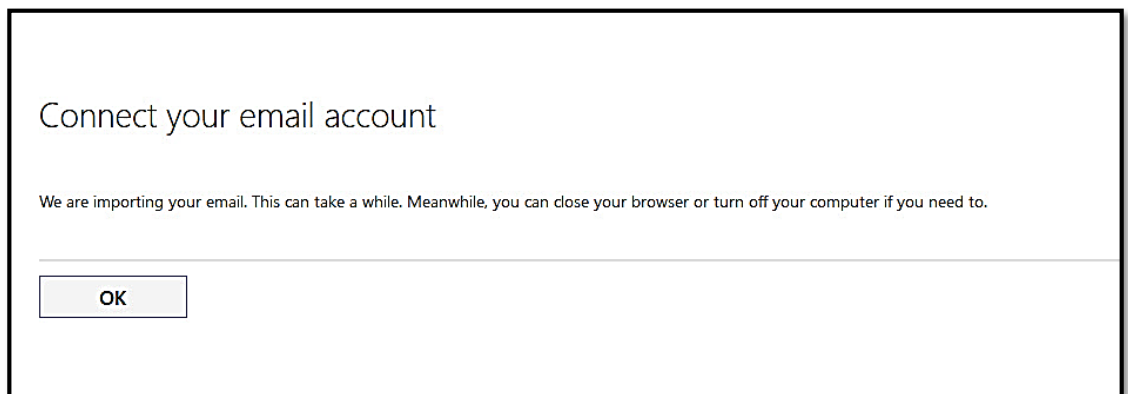 Connect your email account
We are importing your email. This can take a while. Meanwhile, you can close your browser or turn off your computer if you need to.
OK